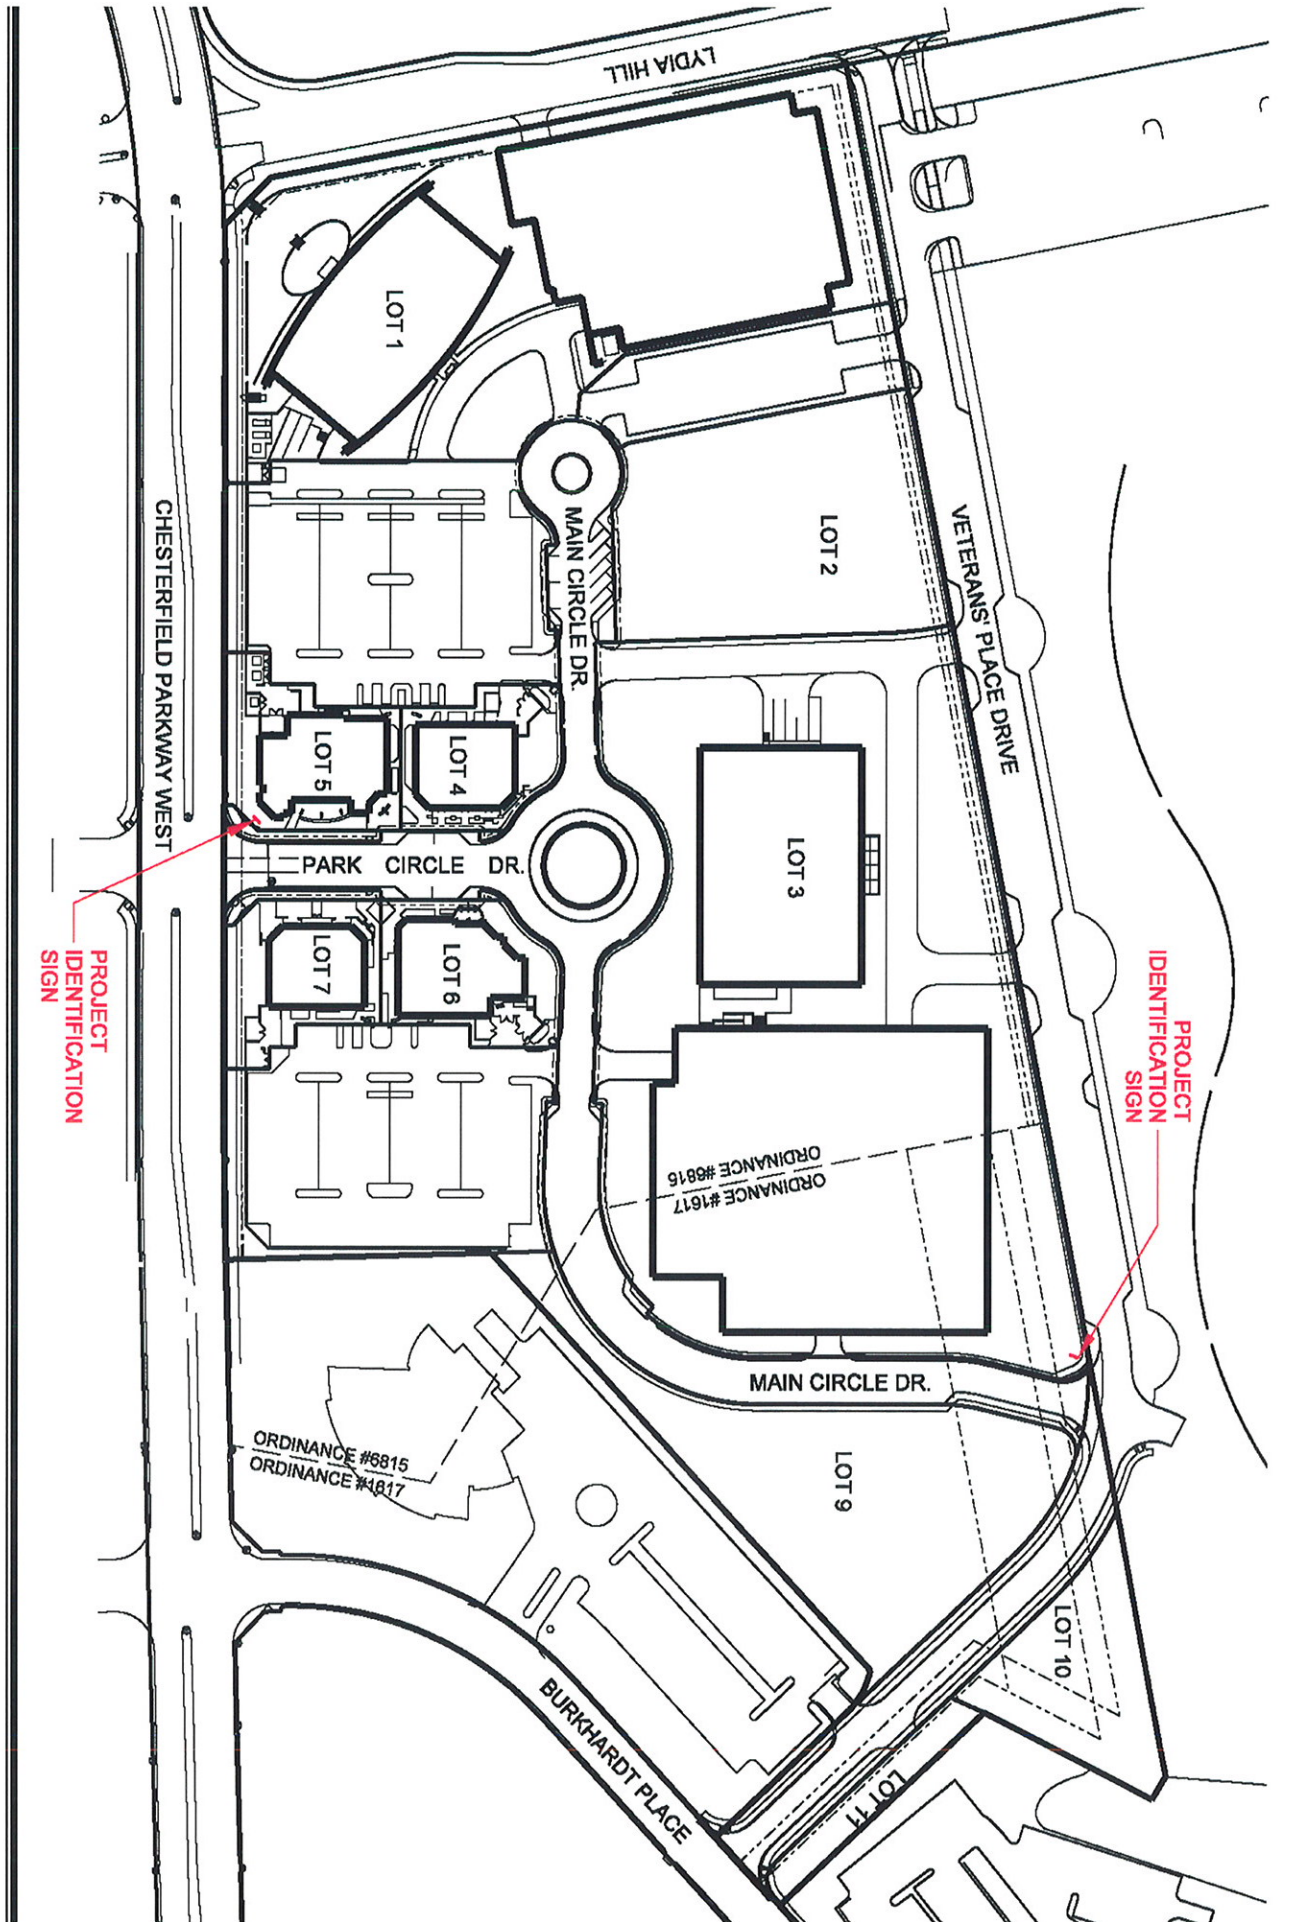 LYDIA HILL
LOT 1
LOT 2
MAIN CIRCLE DR.
VETERANS' PLACE DRIVE
CHESTERFIELD PARKWAY WEST
LOT 5
LOT 4
LOT 3
PARK CIRCLE DR.
LOT 7
LOT 6
PROJECT
IDENTIFICATION
SIGN
PROJECT
IDENTIFICATION
SIGN
ORDINANCE #6815
ORDINANCE #1617
MAIN CIRCLE DR.
ORDINANCE #6815
ORDINANCE #1617
LOT 9
LOT 10
BURKHARDT PLACE
LOT 11